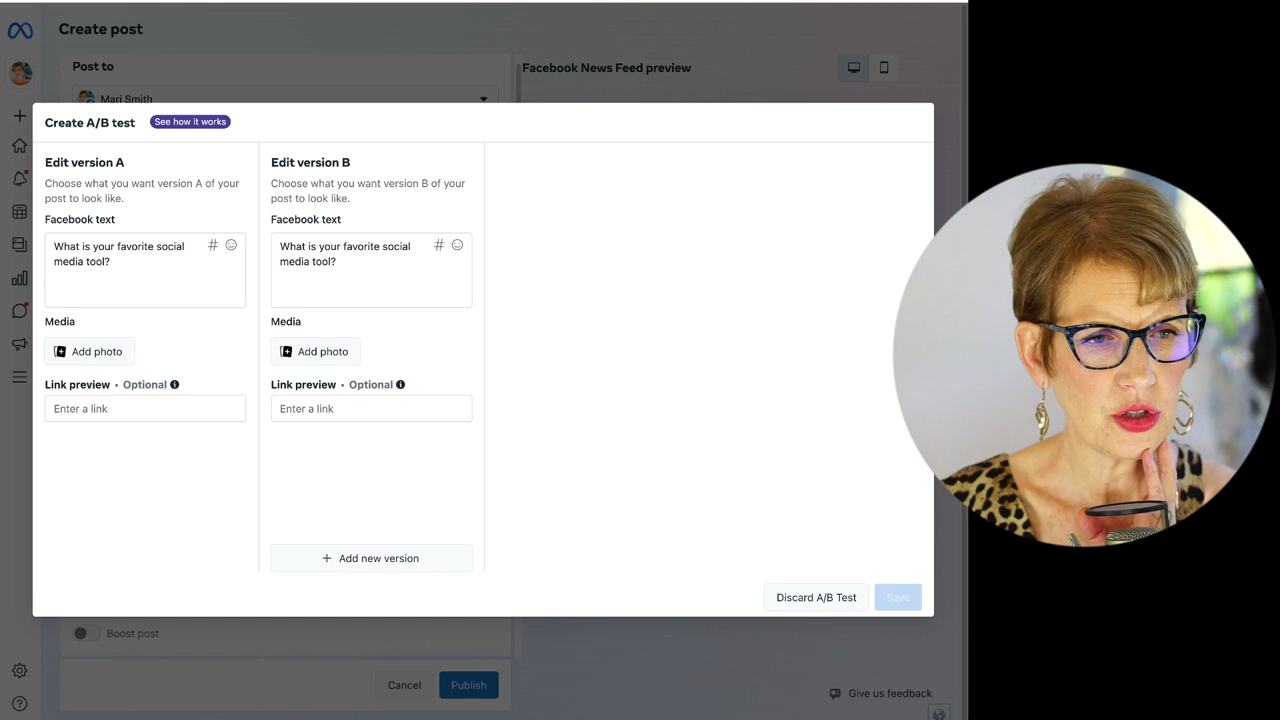 Create post
Post to
Facebook News Feed preview
Mari Smith
Create A/B test
See how it works
Edit version A
Choose what you want version A of your
post to look like.
Facebook text
What is your favorite social
media tool?
Media
Add photo
Link preview • Optional
Enter a link
Edit version B
Choose what you want version B of your
post to look like.
Facebook text
What is your favorite social
media tool?
Media
Add photo
Link preview • Optional
Enter a link
+ Add new version
Discard A/B Test
Save
Boost post
Cancel
Publish
Give us feedback